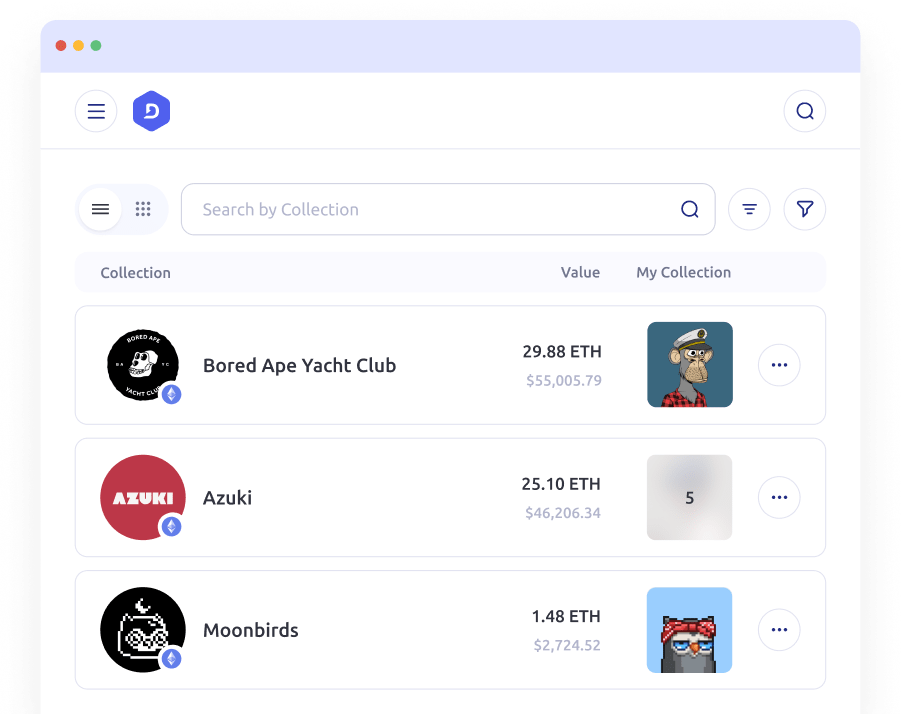 D
Search by Collection
Collection Value My Collection
BORED APE
B A Y C
YACHT CLUB
Bored Ape Yacht Club
29.88 ETH
$55,005.79
AZUKI
Azuki
25.10 ETH
$46,206.34
5
Moonbirds
1.48 ETH
$2,724.52